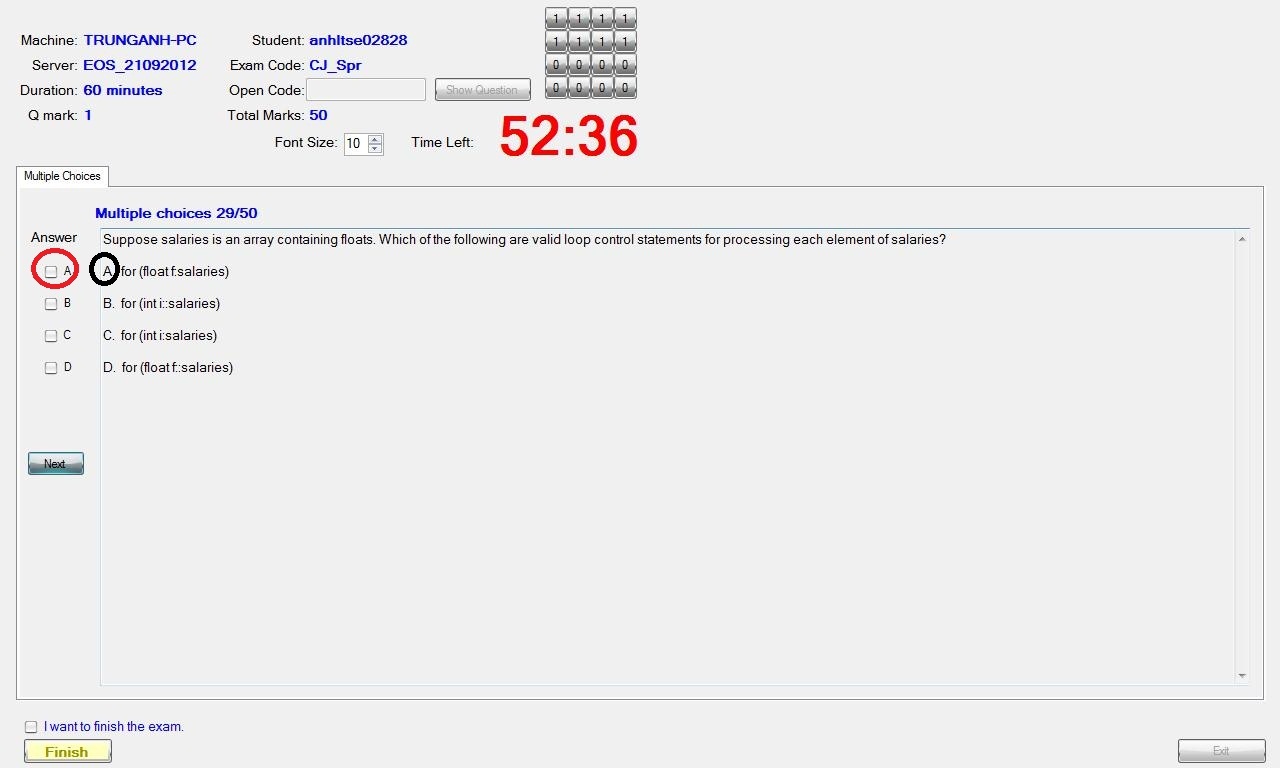 Machine: TRUNGANH-PC Student: anhltse02828
Server: EOS_21092012 Exam Code: CJ_Spr
Duration: 60 minutes Open Code: Show Question
Q mark: 1 Total Marks: 50
1 1 1 1
1 1 1 1
0 0 0 0
0 0 0 0
Font Size: 10 Time Left: 52:36
Multiple Choices
Multiple choices 29/50
Answer
Suppose salaries is an array containing floats. Which of the following are valid loop control statements for processing each element of salaries?
A A. for (float f:salaries)
B B. for (int i::salaries)
C C. for (int i:salaries)
D D. for (float f::salaries)
Next
I want to finish the exam.
Finish Exit